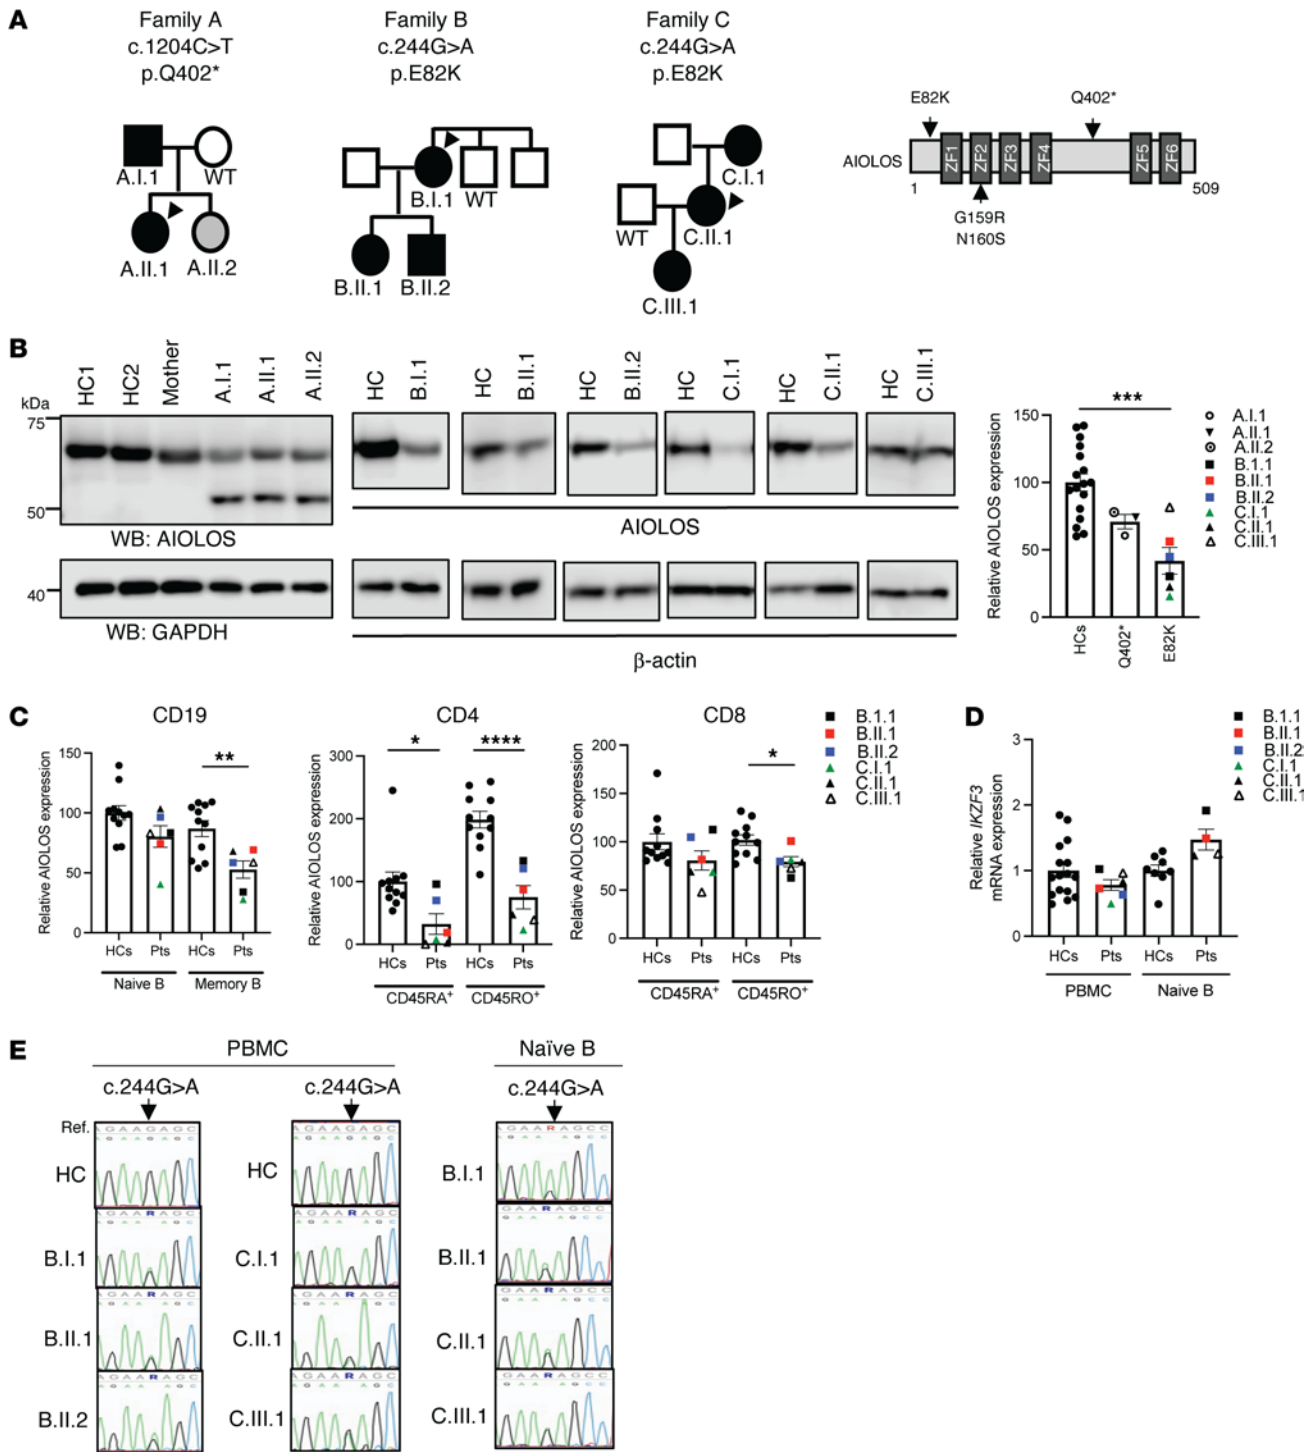 A
Family A
c.1204C>T
p.Q402*
Family B
c.244G>A
p.E82K
Family C
c.244G>A
p.E82K
A.I.1
WT
A.II.1
A.II.2
B.I.1
WT
B.II.1
B.II.2
C.I.1
WT
C.II.1
C.III.1
E82K
Q402*
AIOLOS
ZF1
ZF2
ZF3
ZF4
ZF5
ZF6
1
509
G159R
N160S
B
kDa
HC1
HC2
Mother
A.I.1
A.II.1
A.II.2
HC
B.I.1
HC
B.II.1
HC
B.II.2
HC
C.I.1
HC
C.II.1
HC
C.III.1
75
50
WB: AIOLOS
AIOLOS
40
WB: GAPDH
β-actin
Relative AIOLOS expression
150
100
50
0
***
HCs
Q402*
E82K
A.I.1
A.II.1
A.II.2
B.1.1
B.II.1
B.II.2
C.I.1
C.II.1
C.III.1
C
CD19
Relative AIOLOS expression
150
100
50
0
**
HCs
Pts
HCs
Pts
Naive B
Memory B
CD4
Relative AIOLOS expression
300
200
100
0
*
****
HCs
Pts
HCs
Pts
CD45RA+
CD45RO+
CD8
Relative AIOLOS expression
200
150
100
50
0
*
HCs
Pts
HCs
Pts
CD45RA+
CD45RO+
B.1.1
B.II.1
B.II.2
C.I.1
C.II.1
C.III.1
D
Relative IKZF3
mRNA expression
3
2
1
0
HCs
Pts
HCs
Pts
PBMC
Naive B
B.1.1
B.II.1
B.II.2
C.I.1
C.II.1
C.III.1
E
PBMC
Naïve B
c.244G>A
c.244G>A
c.244G>A
Ref.
HC
B.I.1
B.II.1
B.II.2
HC
C.I.1
C.II.1
C.III.1
B.I.1
B.II.1
C.II.1
C.III.1